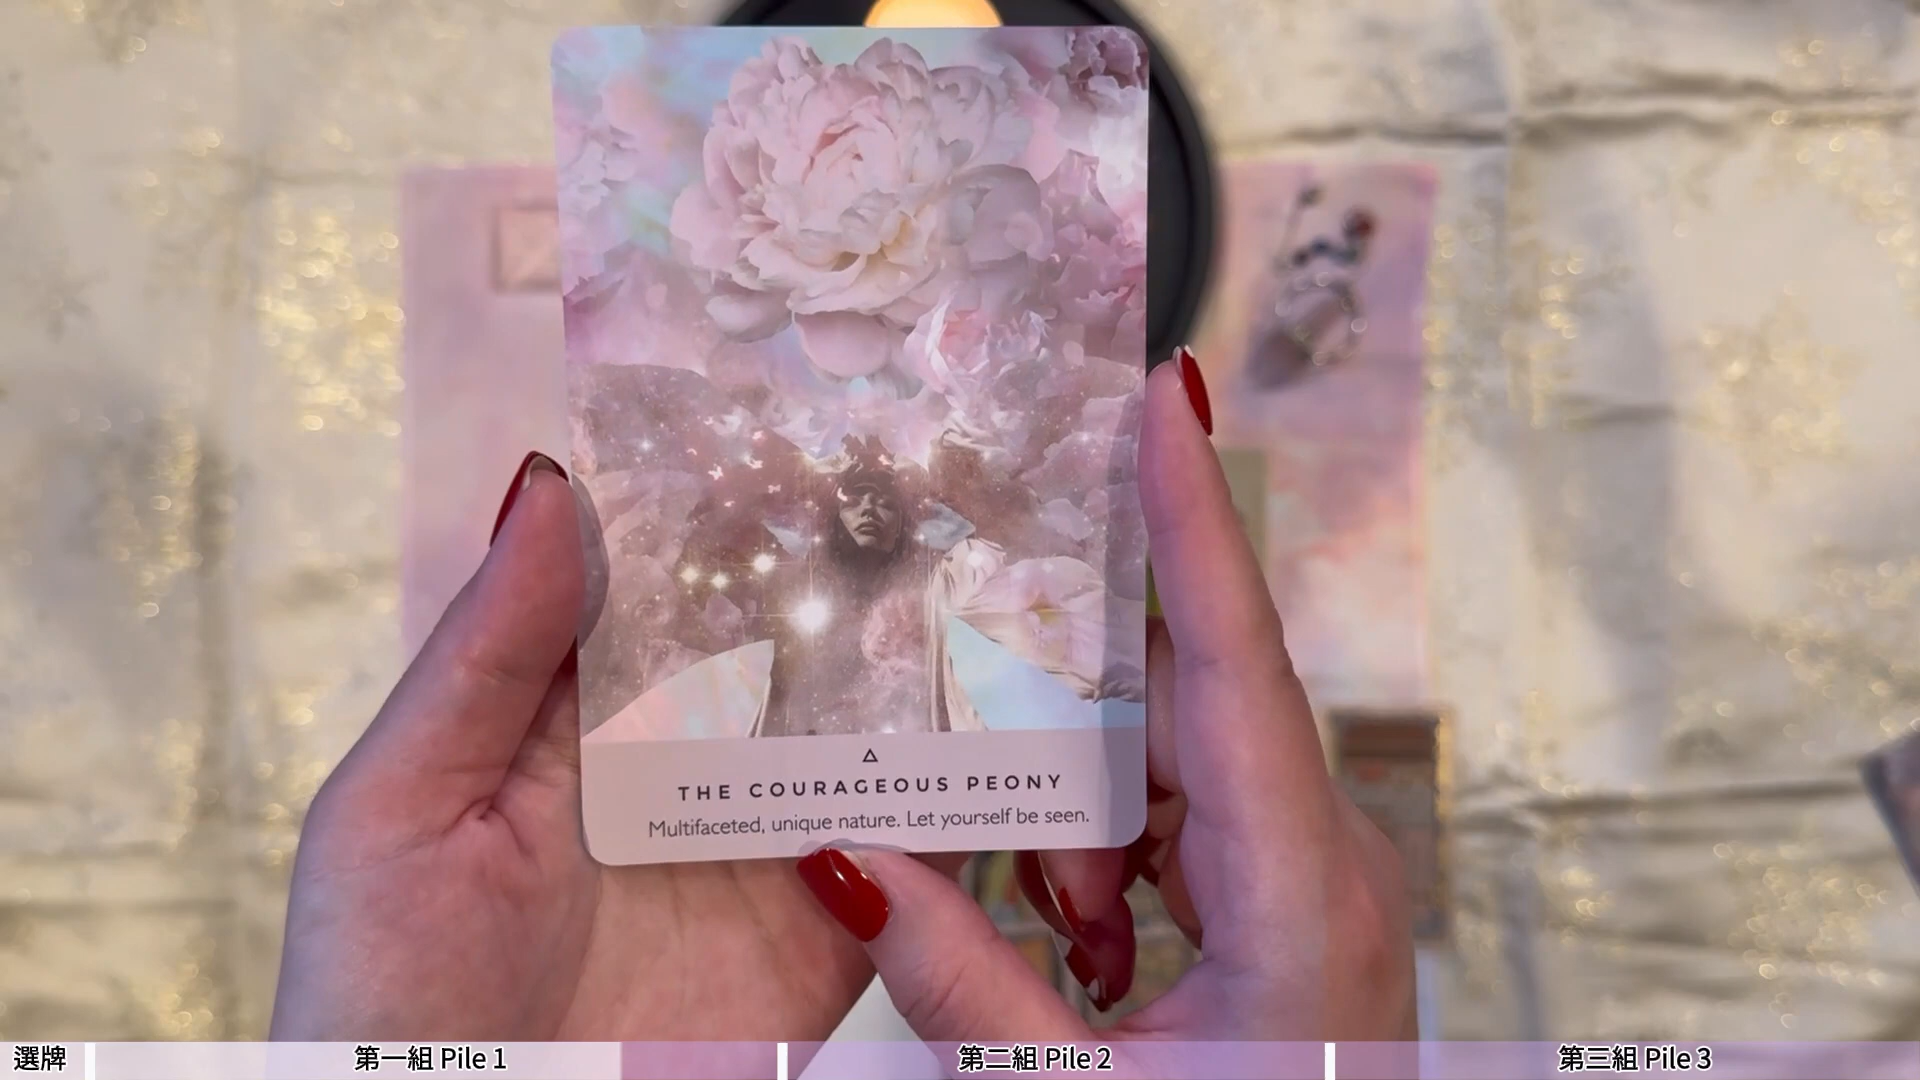 THE COURAGEOUS PEONY
Multifaceted, unique nature. Let yourself be seen.
選牌
第一組 Pile 1
第二組 Pile 2
第三組 Pile 3